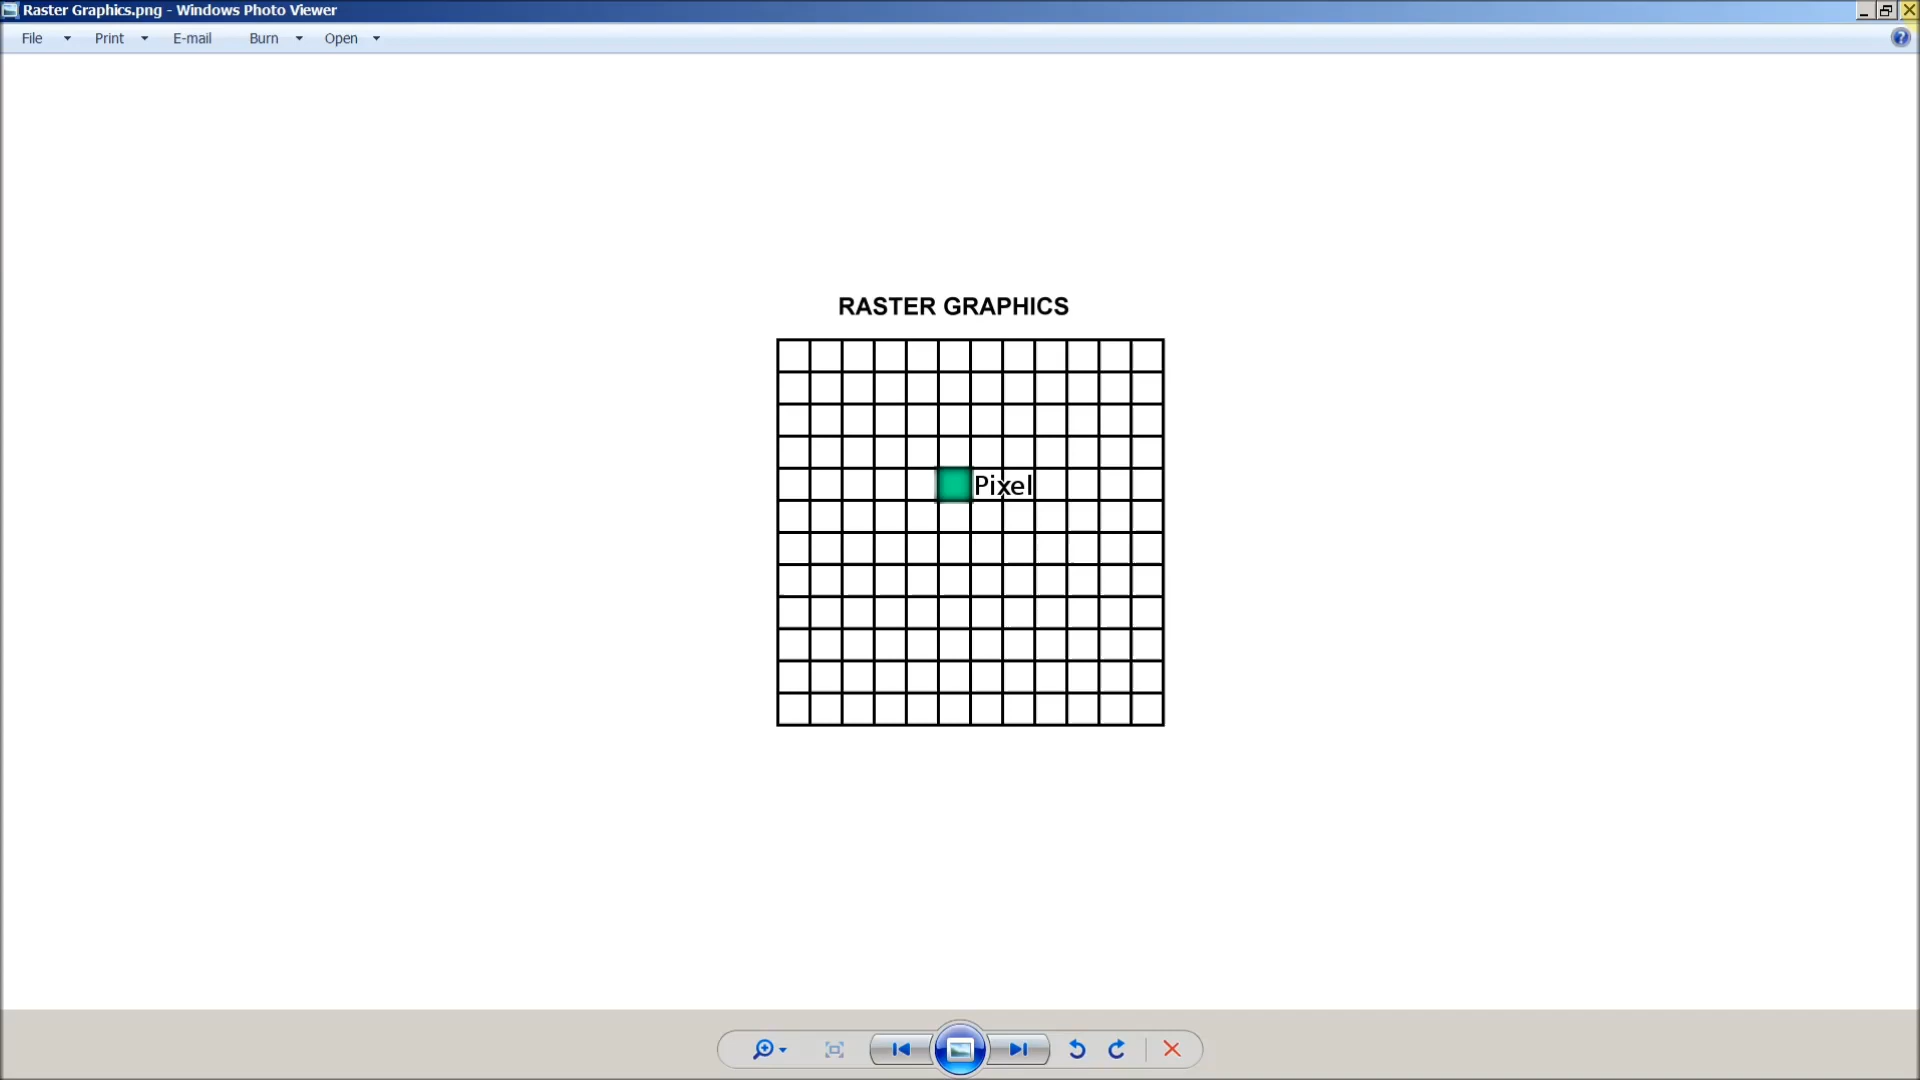 Raster Graphics.png - Windows Photo Viewer
File Print E-mail Burn Open
RASTER GRAPHICS
Pixel